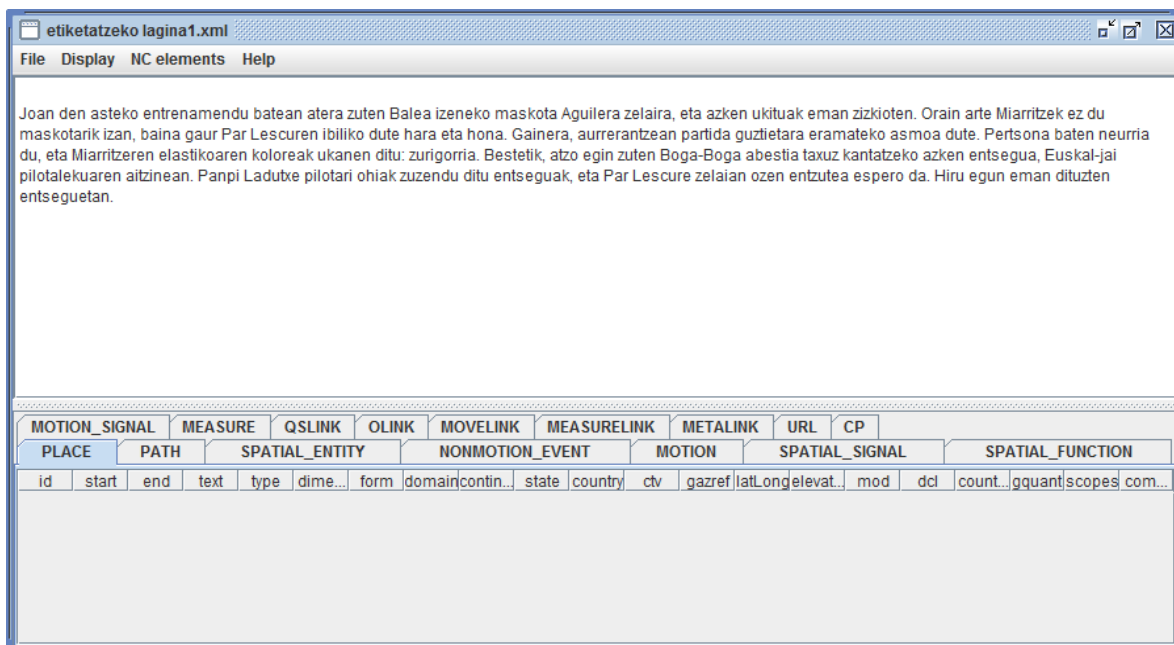 etiketatzeko lagina1.xml
File Display NC elements Help
Joan den asteko entrenamendu batean atera zuten Balea izeneko maskota Aguilera zelaira, eta azken ukituak eman zizkioten. Orain arte Miarritzek ez du
maskotarik izan, baina gaur Par Lescuren ibiliko dute hara eta hona. Gainera, aurrerantzean partida guztietara eramateko asmoa dute. Pertsona baten neurria
du, eta Miarritzeren elastikoaren koloreak ukanen ditu: zurigorria. Bestetik, atzo egin zuten Boga-Boga abestia taxuz kantatzeko azken entsegua, Euskal-jai
pilotalekuaren aitzinean. Panpi Ladutxe pilotari ohiak zuzendu ditu entseguak, eta Par Lescure zelaian ozen entzutea espero da. Hiru egun eman dituzten
entseguetan.
MOTION_SIGNAL MEASURE QSLINK OLINK MOVELINK MEASURELINK METALINK URL CP
PLACE PATH SPATIAL_ENTITY NONMOTION_EVENT MOTION SPATIAL_SIGNAL SPATIAL_FUNCTION
id start end text type dime... form domain contin... state country ctv gazref latLong elevat... mod dcl count... gquant scopes com...